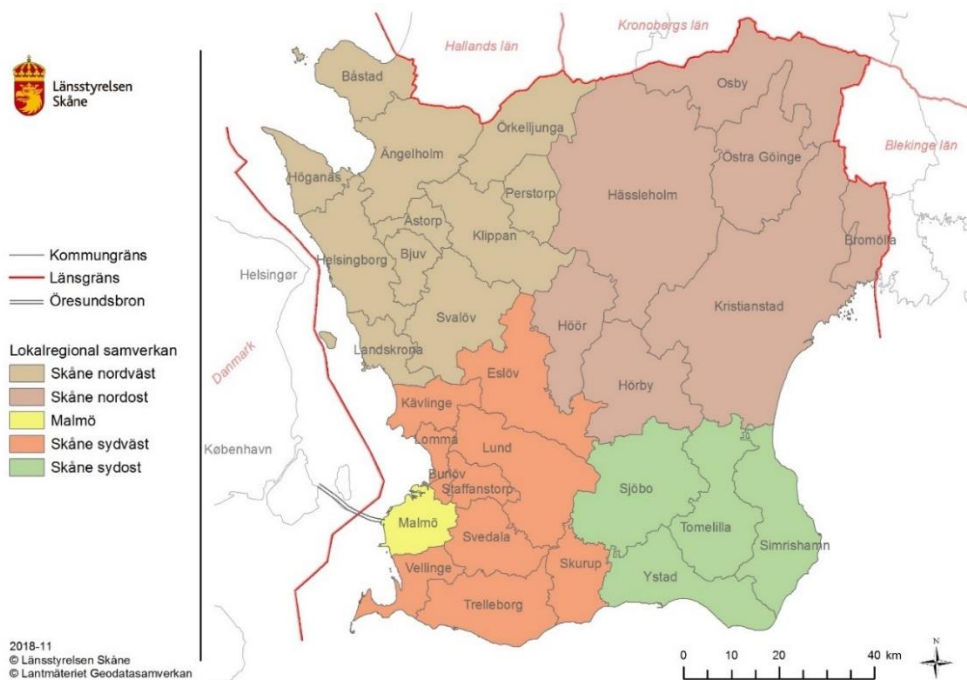 Länsstyrelsen
Skåne
Kommungräns
Länsgräns
Öresundsbron
Lokalregional samverkan
Skåne nordväst
Skåne nordost
Malmö
Skåne sydväst
Skåne sydost
2018-11
© Länsstyrelsen Skåne
© Lantmäteriet Geodatasamverkan
Hallands län
Kronobergs län
Blekinge län
Danmark
Helsingør
København
Båstad
Osby
Örkelljunga
Ängelholm
Östra Göinge
Höganäs
Perstorp
Hässleholm
Åstorp
Klippan
Bromölla
Helsingborg
Bjuv
Kristianstad
Svalöv
Höör
Landskrona
Eslöv
Hörby
Kävlinge
Lomma
Lund
Burlöv
Staffanstorp
Sjöbo
Malmö
Tomelilla
Simrishamn
Svedala
Vellinge
Skurup
Ystad
Trelleborg
0 10 20 40 km
N